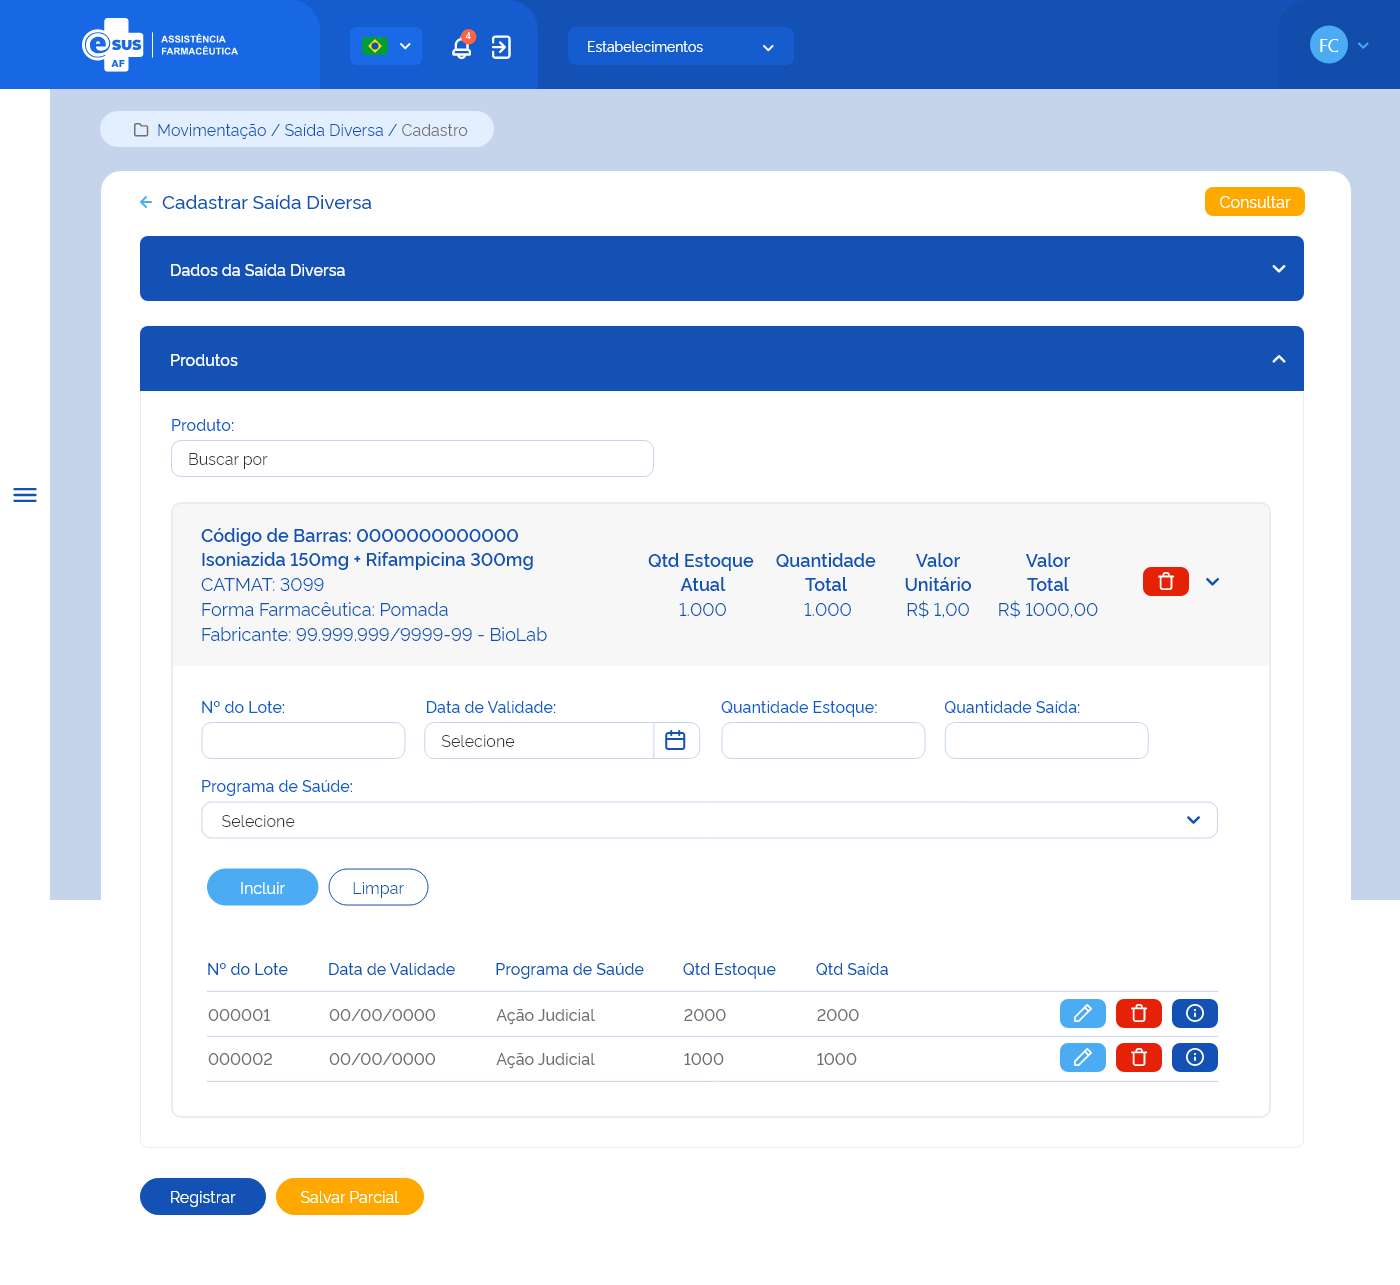 e sus
AF
ASSISTÊNCIA
FARMACÊUTICA
4
Estabelecimentos
FC
Movimentação / Saída Diversa / Cadastro
Cadastrar Saída Diversa
Consultar
Dados da Saída Diversa
Produtos
Produto:
Buscar por
Código de Barras: 0000000000000
Isoniazida 150mg + Rifampicina 300mg
CATMAT: 3099
Forma Farmacêutica: Pomada
Fabricante: 99.999.999/9999-99 - BioLab
Qtd Estoque Atual
1.000
Quantidade Total
1.000
Valor Unitário
R$ 1,00
Valor Total
R$ 1000,00
Nº do Lote:
Data de Validade:
Selecione
Quantidade Estoque:
Quantidade Saída:
Programa de Saúde:
Selecione
Incluir
Limpar
Nº do Lote Data de Validade Programa de Saúde Qtd Estoque Qtd Saída
000001 00/00/0000 Ação Judicial 2000 2000
000002 00/00/0000 Ação Judicial 1000 1000
Registrar
Salvar Parcial